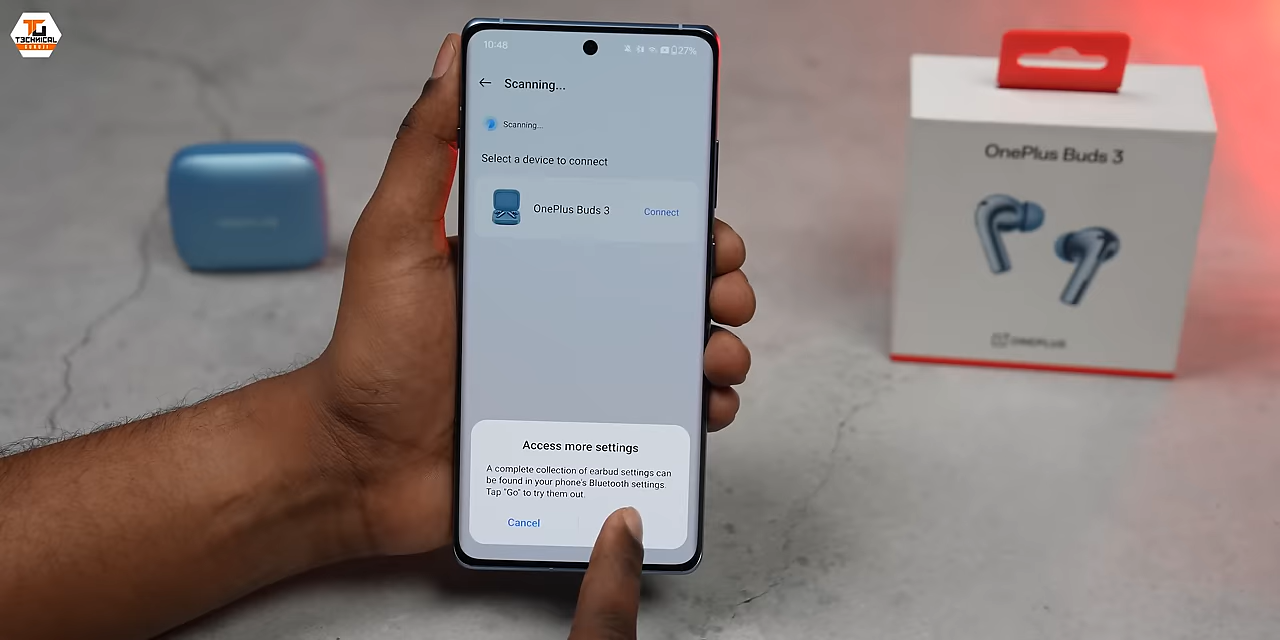 TG
TECHNICAL
GURUJI
10:48
27%
Scanning...
Scanning...
Select a device to connect
OnePlus Buds 3
Connect
Access more settings
A complete collection of earbud settings can
be found in your phone's Bluetooth settings.
Tap "Go" to try them out.
Cancel
OnePlus Buds 3
ONEPLUS
ONEPLUS